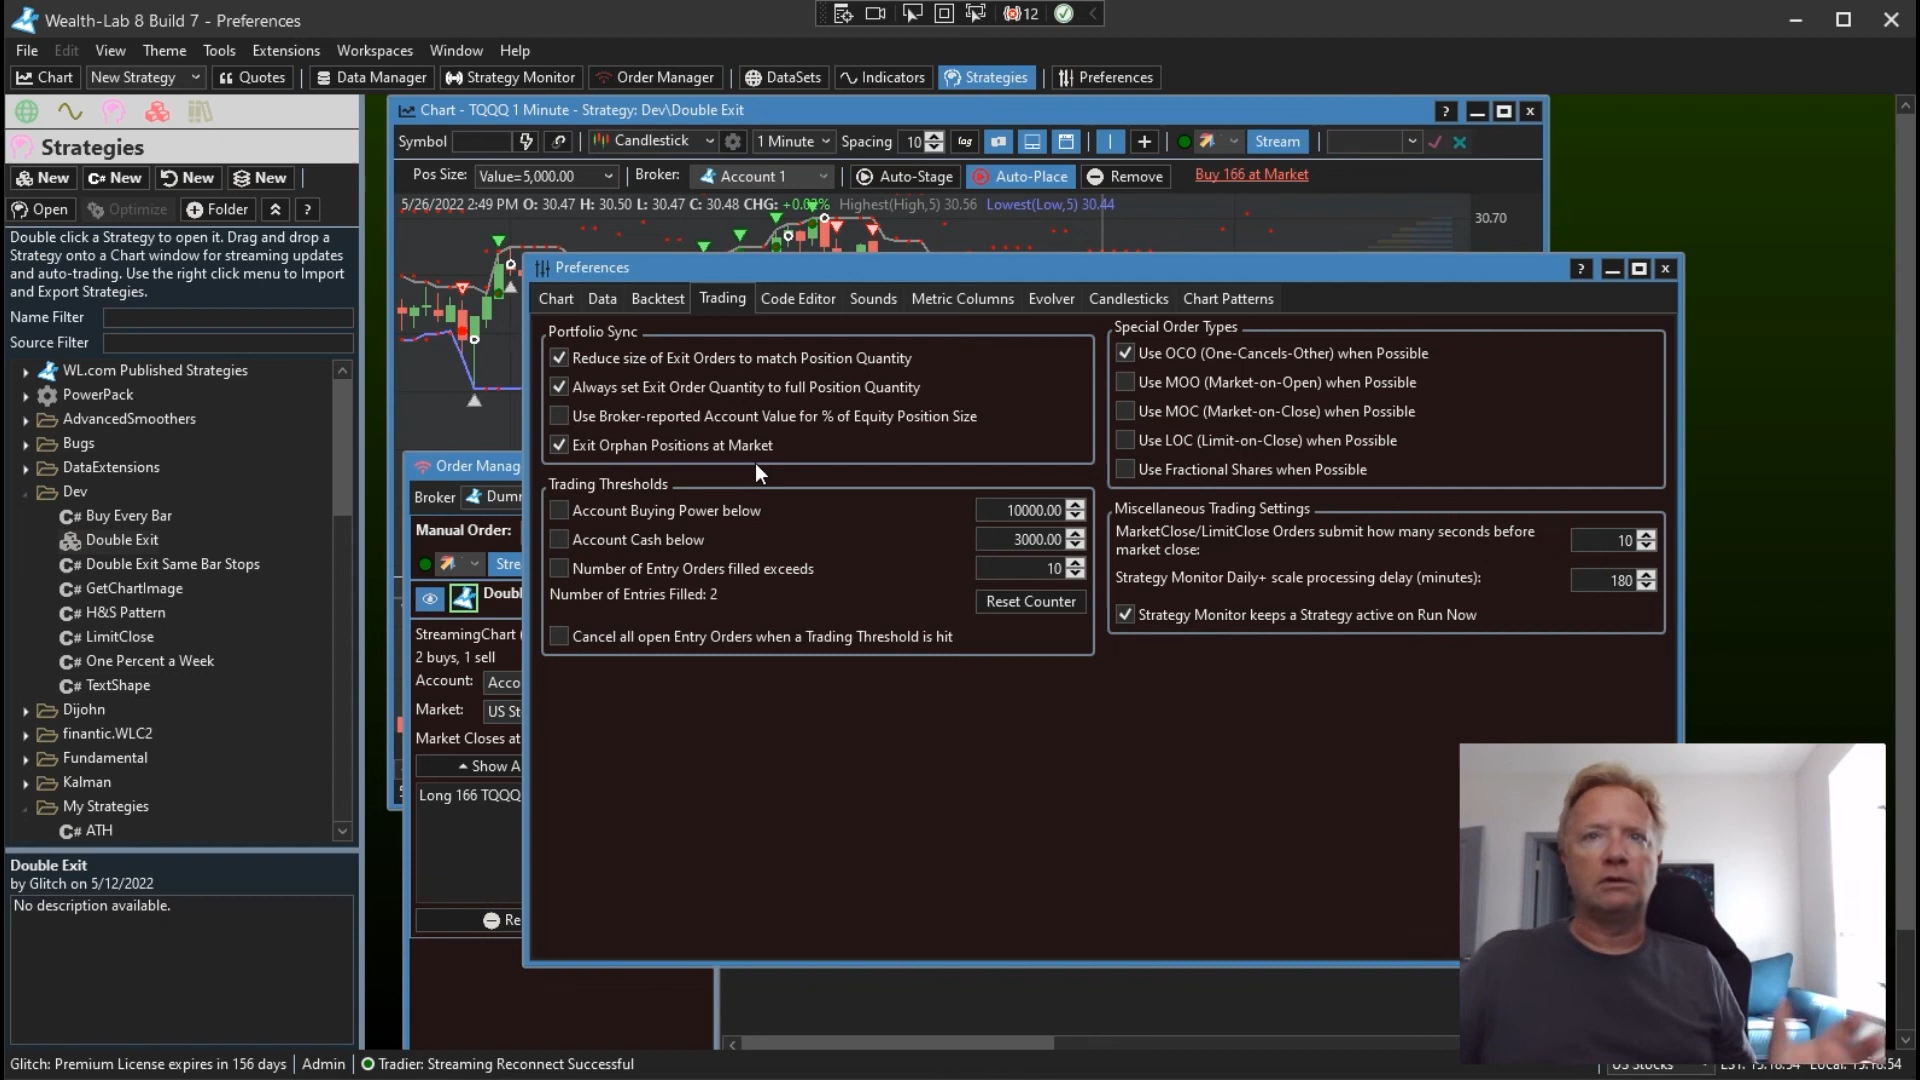 Wealth-Lab 8 Build 7 - Preferences
12
File Edit View Theme Tools Extensions Workspaces Window Help
Chart New Strategy Quotes Data Manager Strategy Monitor Order Manager DataSets Indicators Strategies Preferences
Strategies
New C# New New New
Open Optimize Folder ?
Double click a Strategy to open it. Drag and drop a
Strategy onto a Chart window for streaming updates
and auto-trading. Use the right click menu to Import
and Export Strategies.
Name Filter
Source Filter
WL.com Published Strategies
PowerPack
AdvancedSmoothers
Bugs
DataExtensions
Dev
C# Buy Every Bar
Double Exit
C# Double Exit Same Bar Stops
C# GetChartImage
C# H&S Pattern
C# LimitClose
C# One Percent a Week
C# TextShape
Dijohn
finantic.WLC2
Fundamental
Kalman
My Strategies
C# ATH
Double Exit
by Glitch on 5/12/2022
No description available.
Chart - TQQQ 1 Minute - Strategy: Dev\Double Exit
Symbol Candlestick 1 Minute Spacing 10 log Stream
Pos Size: Value=5,000.00 Broker: Account 1 Auto-Stage Auto-Place Remove Buy 166 at Market
5/26/2022 2:49 PM O: 30.47 H: 30.50 L: 30.47 C: 30.48 CHG: Highest(High,5) 30.56 Lowest(Low,5) 30.44
30.70
Order Manag
Broker Dum
Manual Order:
Stre
Doub
StreamingChart (
2 buys, 1 sell
Account: Acco
Market: US St
Market Closes at
Show A
Long 166 TQQQ
Re
Preferences
Chart Data Backtest Trading Code Editor Sounds Metric Columns Evolver Candlesticks Chart Patterns
Portfolio Sync
Reduce size of Exit Orders to match Position Quantity
Always set Exit Order Quantity to full Position Quantity
Use Broker-reported Account Value for % of Equity Position Size
Exit Orphan Positions at Market
Trading Thresholds
Account Buying Power below 10000.00
Account Cash below 3000.00
Number of Entry Orders filled exceeds 10
Number of Entries Filled: 2 Reset Counter
Cancel all open Entry Orders when a Trading Threshold is hit
Special Order Types
Use OCO (One-Cancels-Other) when Possible
Use MOO (Market-on-Open) when Possible
Use MOC (Market-on-Close) when Possible
Use LOC (Limit-on-Close) when Possible
Use Fractional Shares when Possible
Miscellaneous Trading Settings
MarketClose/LimitClose Orders submit how many seconds before
market close: 10
Strategy Monitor Daily+ scale processing delay (minutes): 180
Strategy Monitor keeps a Strategy active on Run Now
Glitch: Premium License expires in 156 days Admin Tradier: Streaming Reconnect Successful